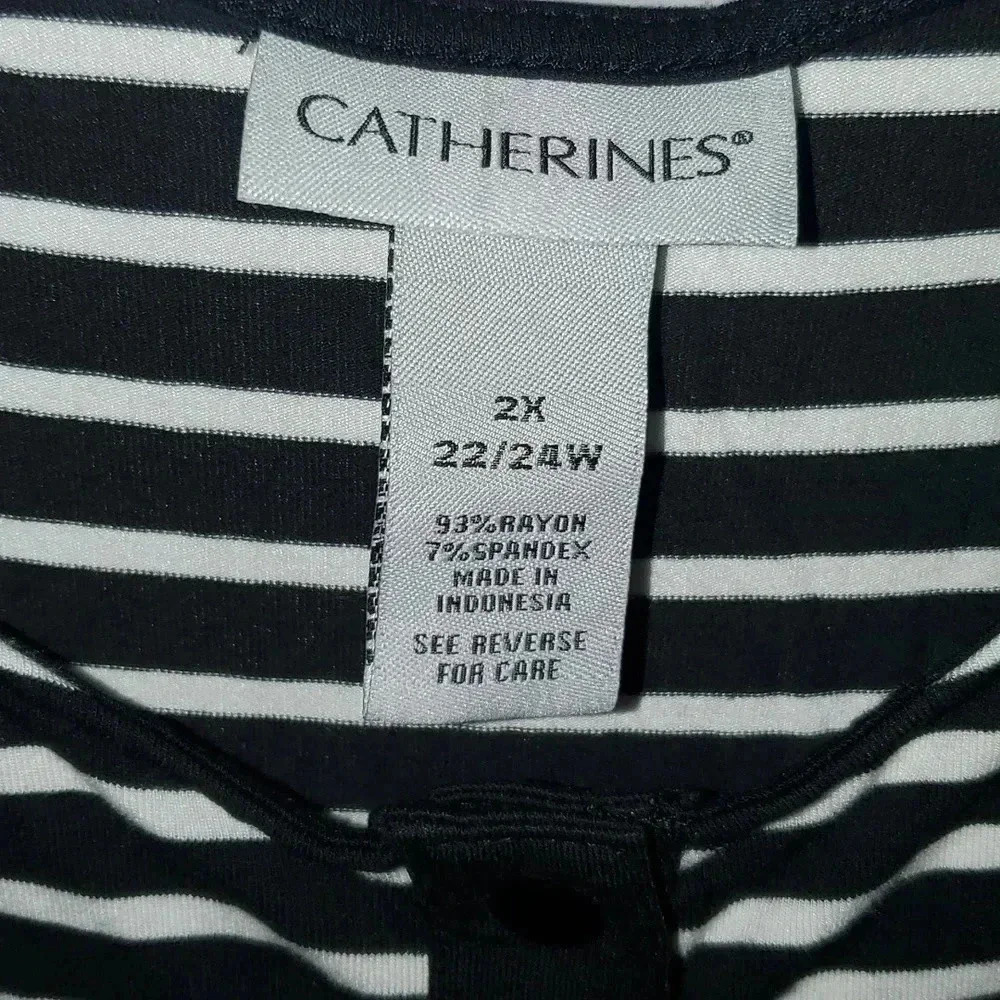 CATHERINES®
2X
22/24W
93%RAYON
7%SPANDEX
MADE IN
INDONESIA
SEE REVERSE
FOR CARE